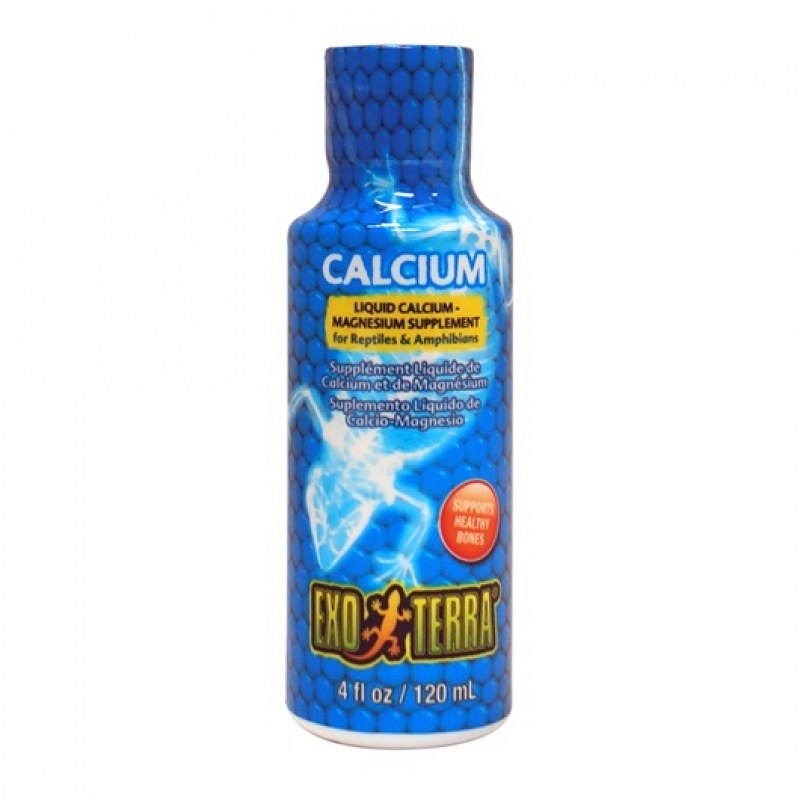 CALCIUM
LIQUID CALCIUM -
MAGNESIUM SUPPLEMENT
for Reptiles & Amphibians
Supplément Liquide de
Calcium et de Magnésium
Suplemento Líquido de
Calcio-Magnesio
SUPPORTS
HEALTHY
BONES
EXO TERRA®
4 fl oz / 120 mL